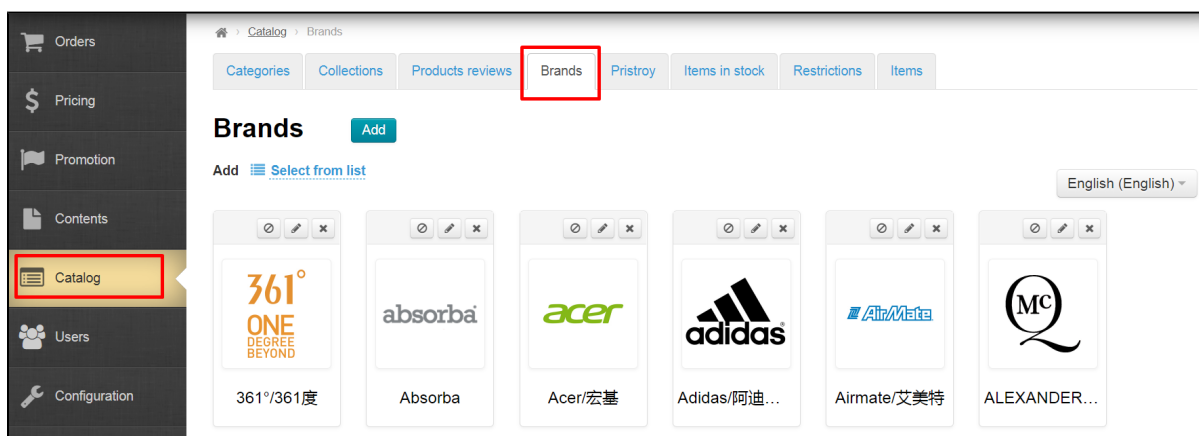 Orders
Pricing
Promotion
Contents
Catalog
Users
Configuration
Catalog › Brands
Categories Collections Products reviews Brands Pristroy Items in stock Restrictions Items
Brands Add
Add Select from list
English (English)
361°
ONE
DEGREE
BEYOND
absorba
acer
adidas
AirMate
McQ
361°/361度 Absorba Acer/宏基 Adidas/阿迪... Airmate/艾美特 ALEXANDER...